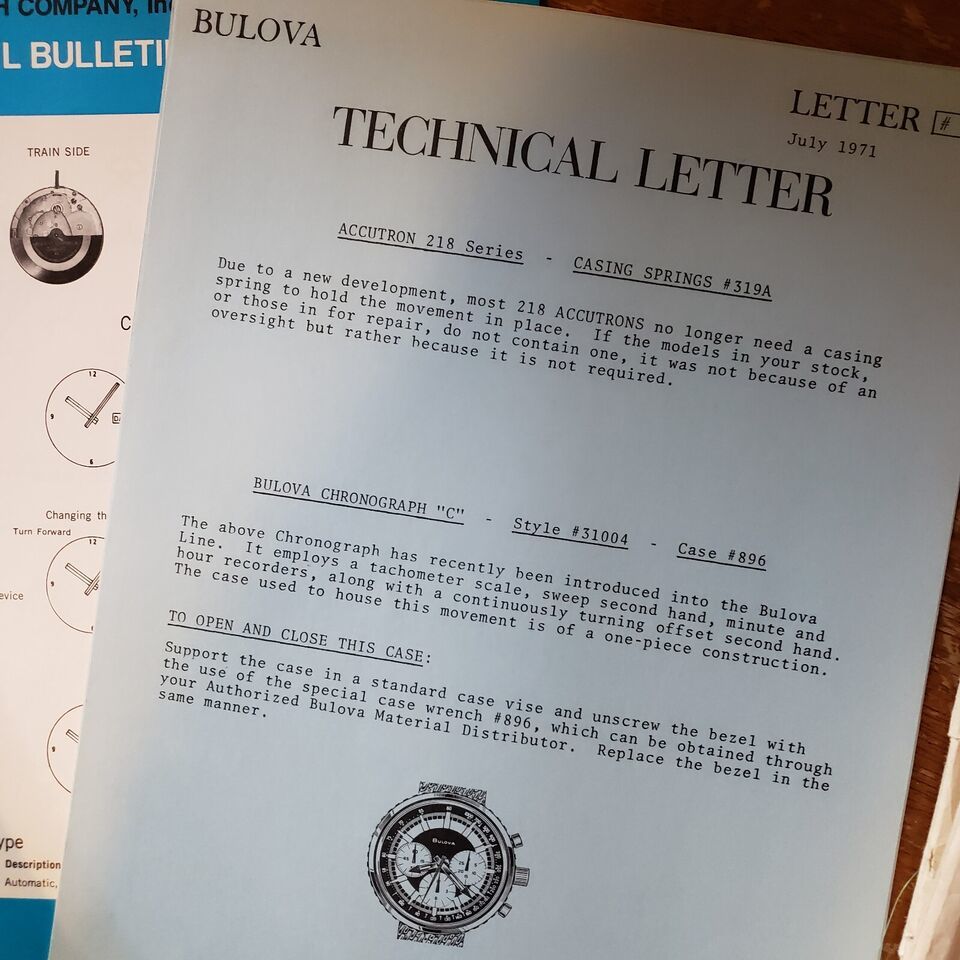 H COMPANY, Inc
L BULLETI
TRAIN SIDE
12
9
6
Changing th
Turn Forward
12
9
evice
ype
Description
Automatic,
BULOVA
LETTER #
July 1971
TECHNICAL LETTER
ACCUTRON 218 Series - CASING SPRINGS #319A
Due to a new development, most 218 ACCUTRONS no longer need a casing
spring to hold the movement in place. If the models in your stock,
or those in for repair, do not contain one, it was not because of an
oversight but rather because it is not required.
BULOVA CHRONOGRAPH "C" - Style #31004 - Case #896
The above Chronograph has recently been introduced into the Bulova
Line. It employs a tachometer scale, sweep second hand, minute and
hour recorders, along with a continuously turning offset second hand.
The case used to house this movement is of a one-piece construction.
TO OPEN AND CLOSE THIS CASE:
Support the case in a standard case vise and unscrew the bezel with
the use of the special case wrench #896, which can be obtained through
your Authorized Bulova Material Distributor. Replace the bezel in the
same manner.
BULOVA